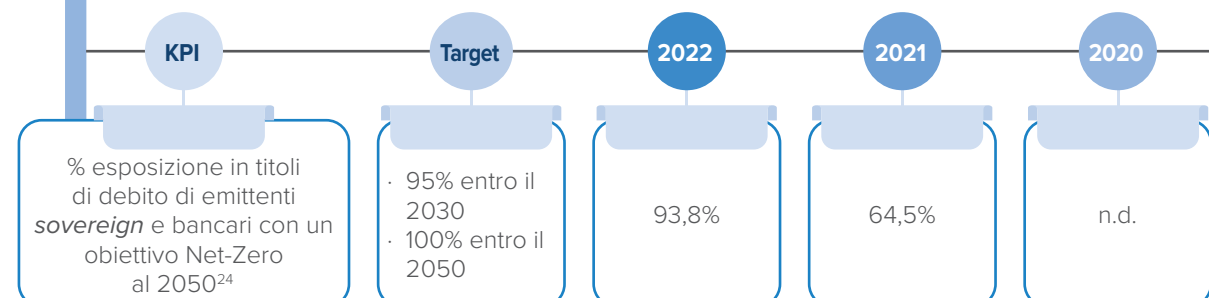 KPI
Target
2022
2021
2020
% esposizione in titoli
di debito di emittenti
sovereign e bancari con un
obiettivo Net-Zero
al 2050²⁴
· 95% entro il
2030
· 100% entro il
2050
93,8%
64,5%
n.d.